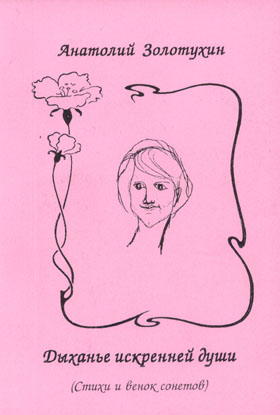 Анатолий Золотухин
Дыханье искренней души
(Стихи и венок сонетов)